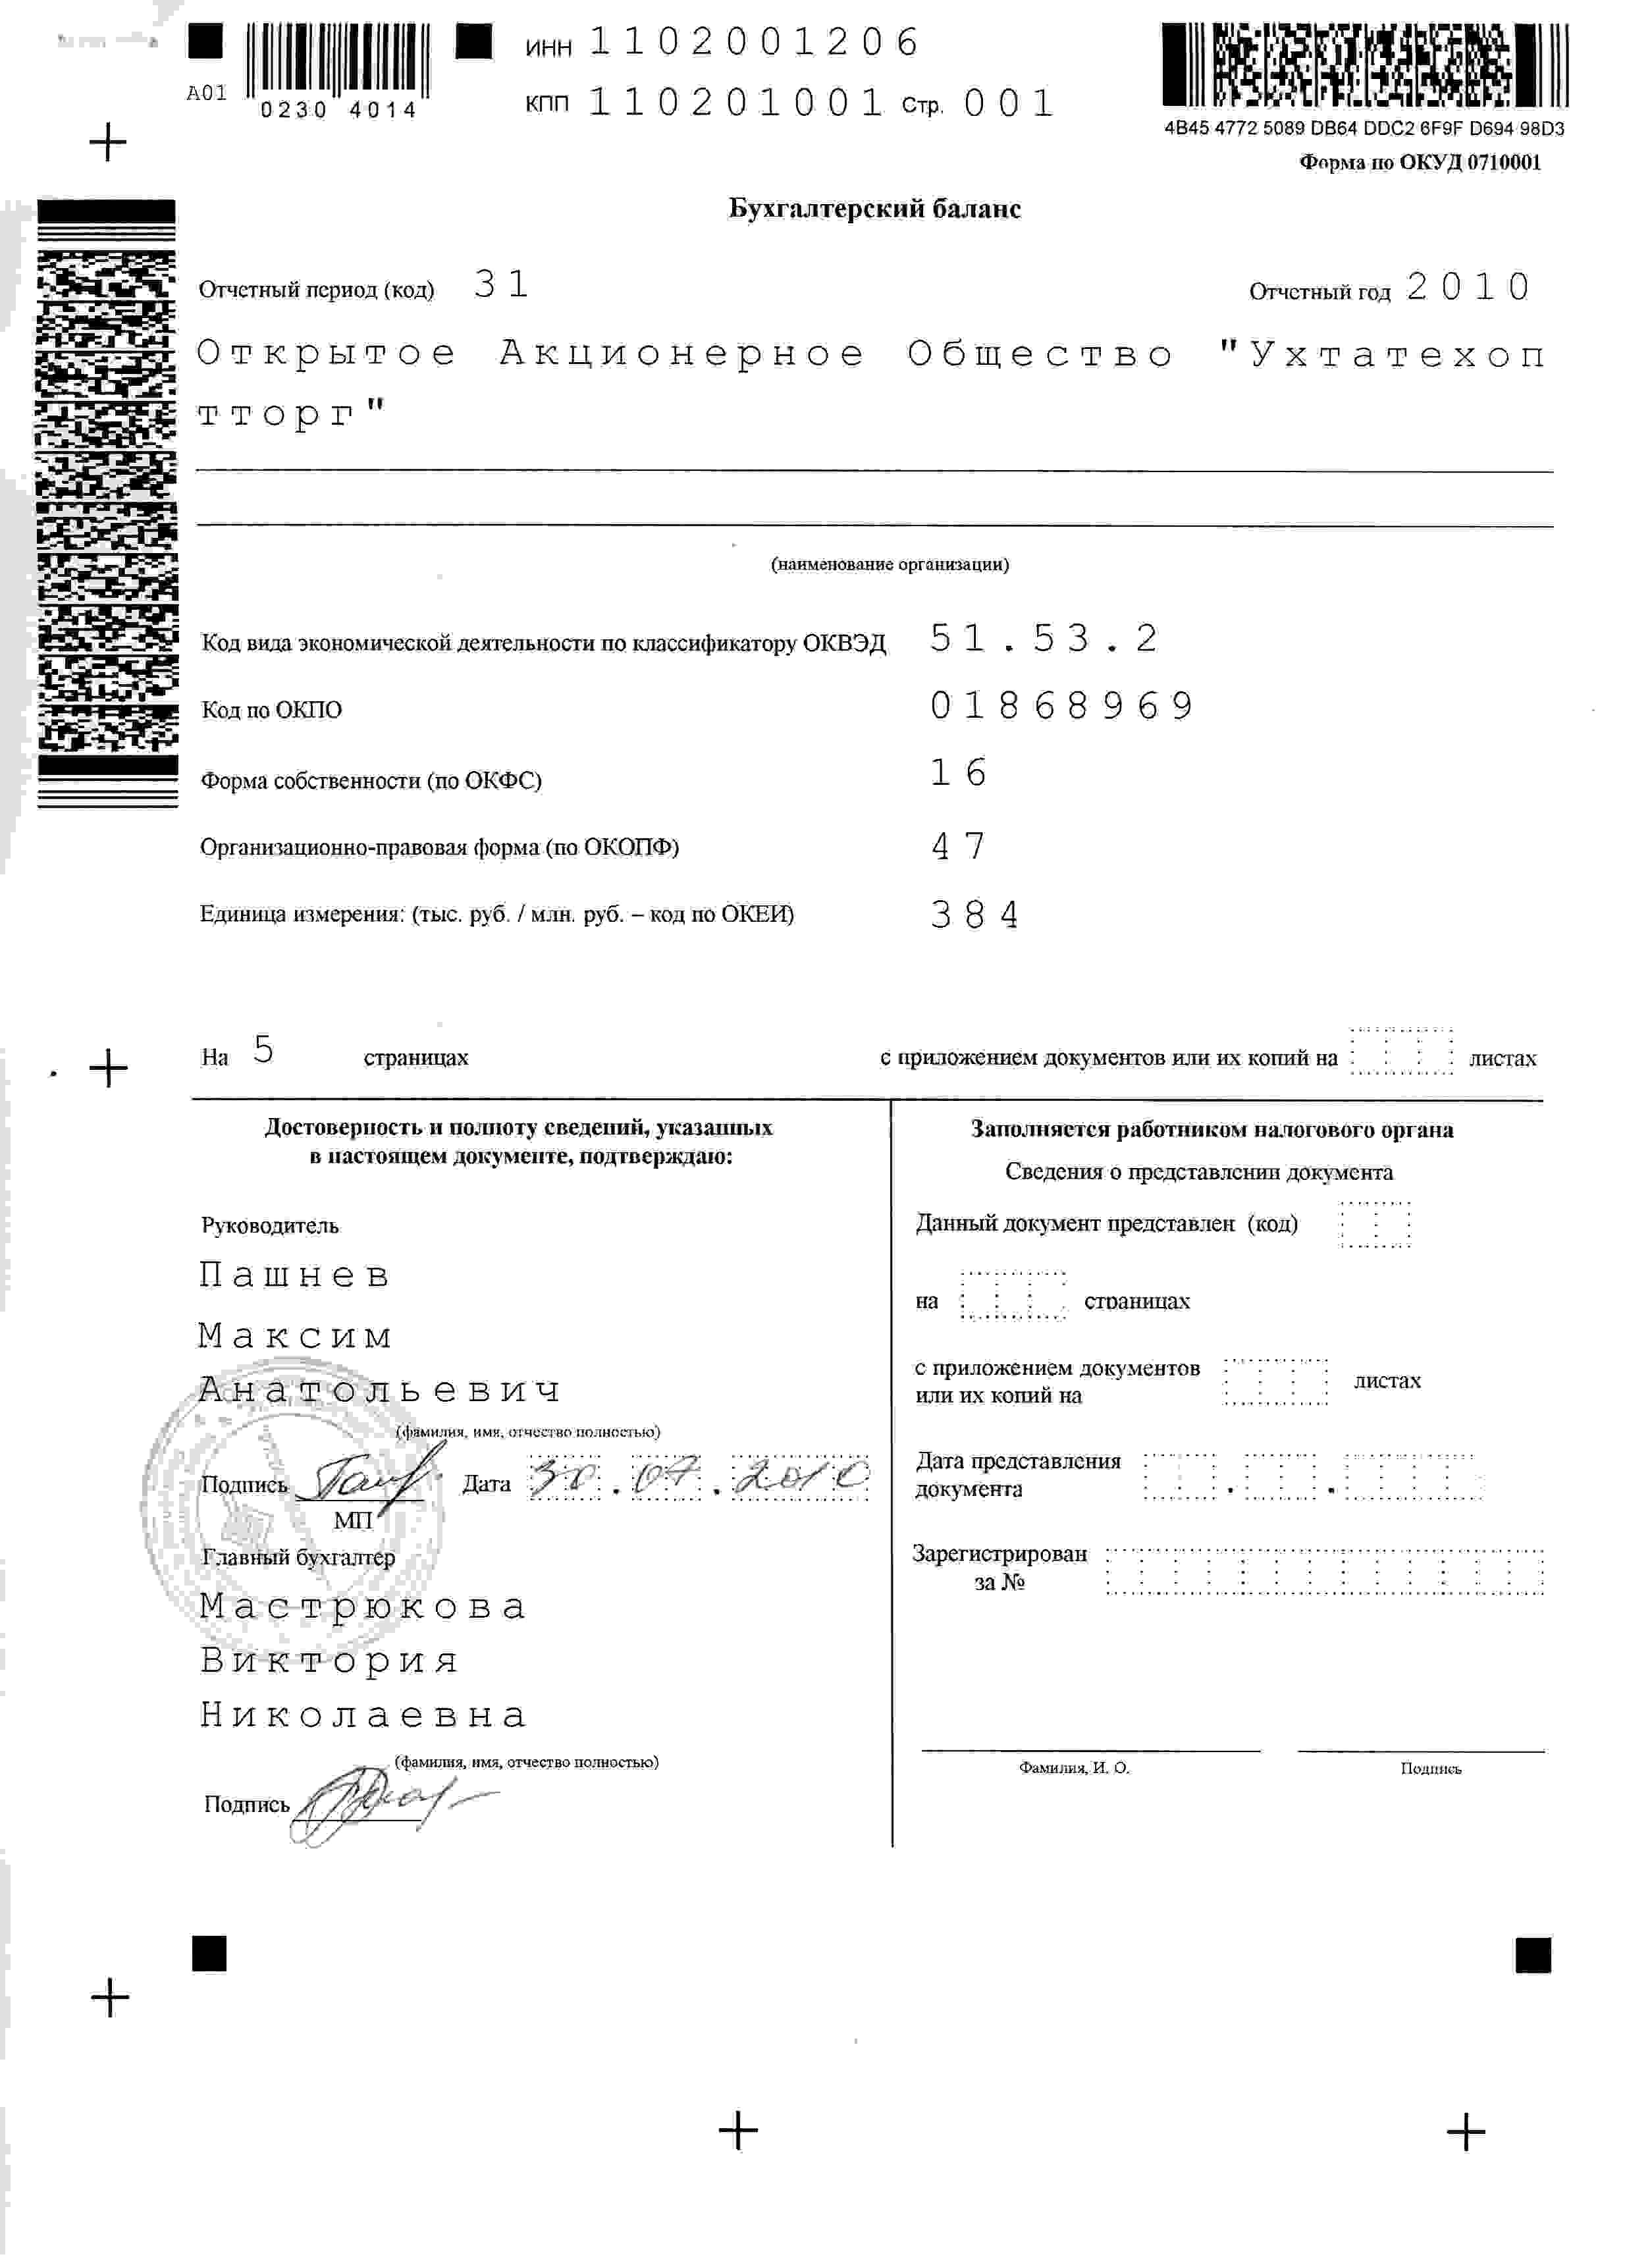 ИНН 1102001206
А01
0230 4014
КПП 110201001 Стр. 001
4B45 4772 5089 DB64 DDC2 6F9F D694 98D3
Форма по ОКУД 0710001
Бухгалтерский баланс
Отчетный период (код) 31
Отчетный год 2010
Открытое Акционерное Общество "Ухтатехоп
тторг"
(наименование организации)
Код вида экономической деятельности по классификатору ОКВЭД 51.53.2
Код по ОКПО 01868969
Форма собственности (по ОКФС) 16
Организационно-правовая форма (по ОКОПФ) 47
Единица измерения: (тыс. руб. / млн. руб. – код по ОКЕИ) 384
На 5 страницах
с приложением документов или их копий на листах
Достоверность и полноту сведений, указанных
в настоящем документе, подтверждаю:
Руководитель
Пашнев
Максим
Анатольевич
(фамилия, имя, отчество полностью)
Подпись Дата 30.07.2010
МП
Главный бухгалтер
Мастрюкова
Виктория
Николаевна
(фамилия, имя, отчество полностью)
Подпись
Заполняется работником налогового органа
Сведения о представлении документа
Данный документ представлен (код)
на страницах
с приложением документов
или их копий на листах
Дата представления
документа
Зарегистрирован
за №
Фамилия, И. О.
Подпись